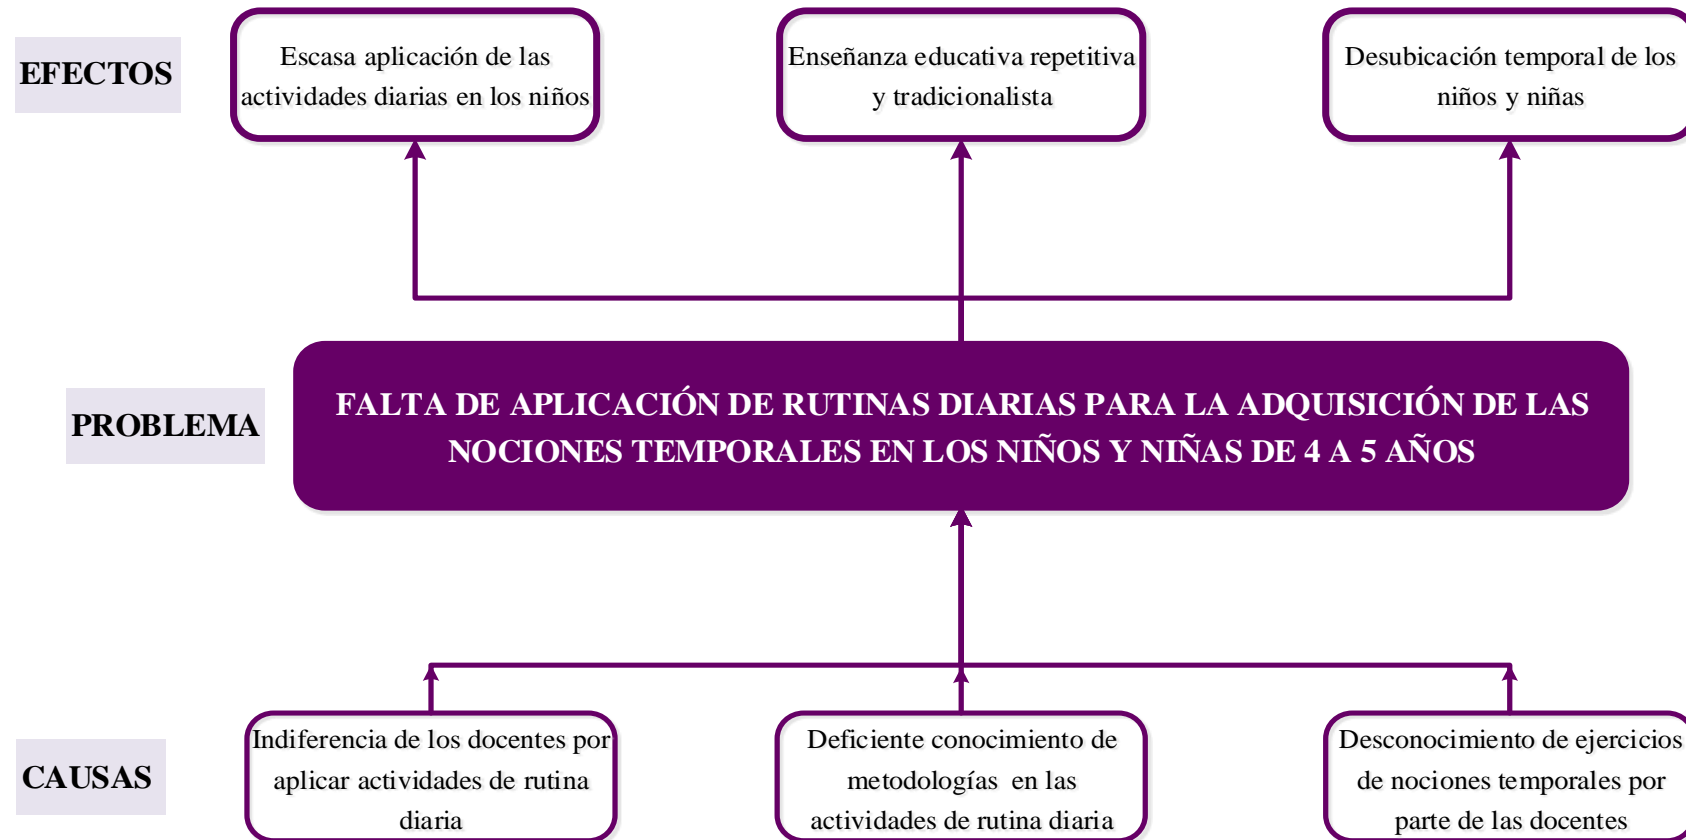 EFECTOS
Escasa aplicación de las
actividades diarias en los niños
Enseñanza educativa repetitiva
y tradicionalista
Desubicación temporal de los
niños y niñas
PROBLEMA
FALTA DE APLICACIÓN DE RUTINAS DIARIAS PARA LA ADQUISICIÓN DE LAS
NOCIONES TEMPORALES EN LOS NIÑOS Y NIÑAS DE 4 A 5 AÑOS
CAUSAS
Indiferencia de los docentes por
aplicar actividades de rutina
diaria
Deficiente conocimiento de
metodologías en las
actividades de rutina diaria
Desconocimiento de ejercicios
de nociones temporales por
parte de las docentes